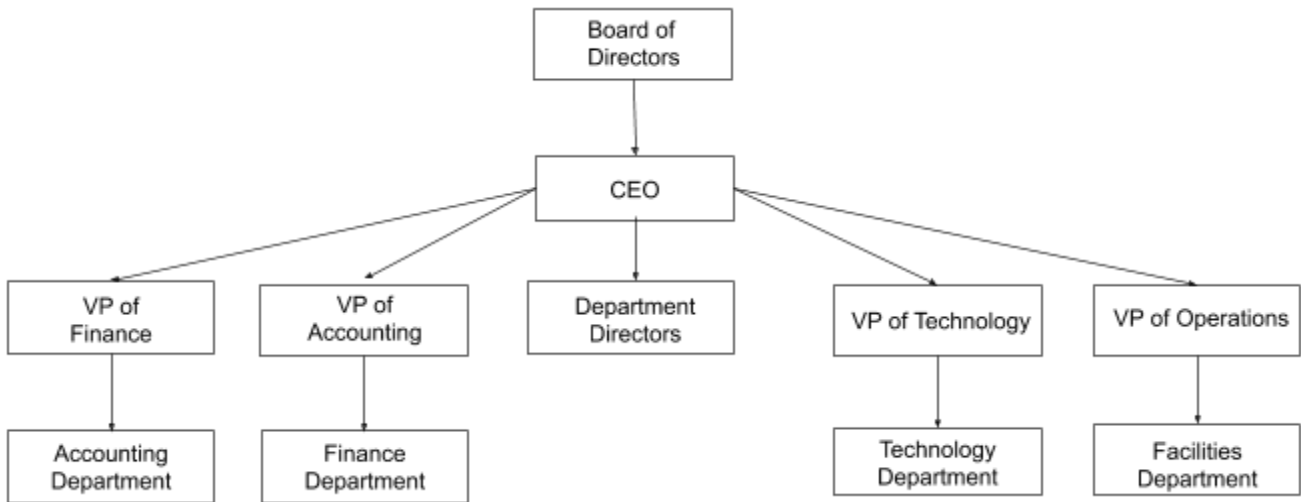 Board of
Directors
CEO
VP of
Finance
VP of
Accounting
Department
Directors
VP of Technology
VP of Operations
Accounting
Department
Finance
Department
Technology
Department
Facilities
Department